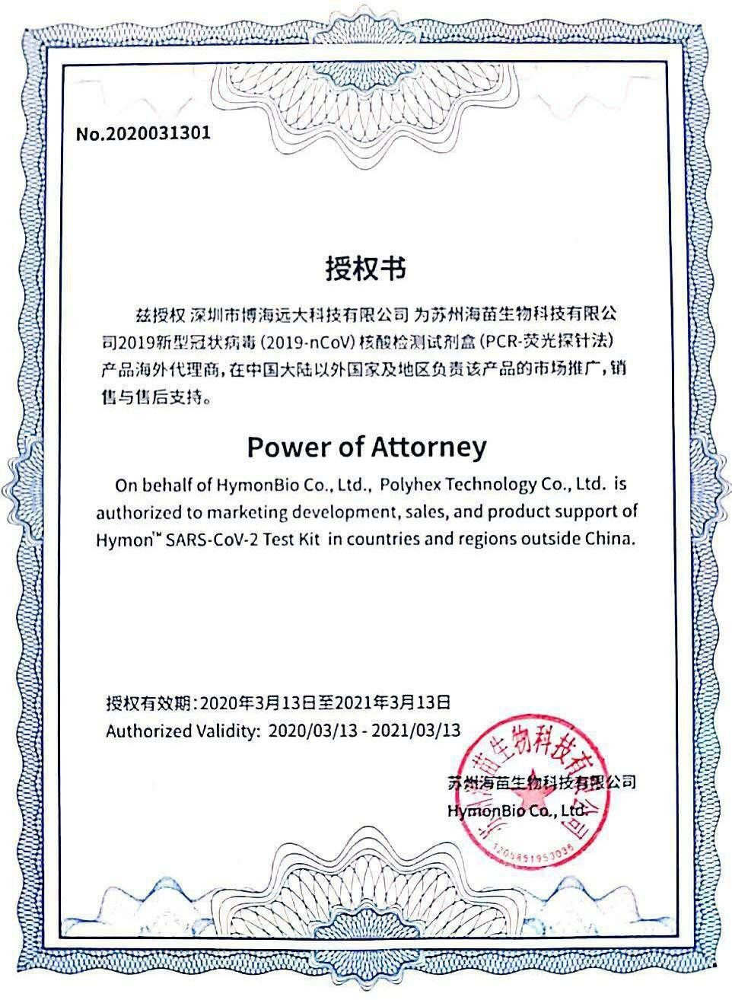 No.2020031301
授权书
兹授权 深圳市博海远大科技有限公司 为苏州海苗生物科技有限公
司2019新型冠状病毒(2019-nCoV)核酸检测试剂盒(PCR-荧光探针法)
产品海外代理商,在中国大陆以外国家及地区负责该产品的市场推广,销
售与售后支持。
Power of Attorney
On behalf of HymonBio Co., Ltd., Polyhex Technology Co., Ltd. is
authorized to marketing development, sales, and product support of
Hymon™ SARS-CoV-2 Test Kit in countries and regions outside China.
授权有效期:2020年3月13日至2021年3月13日
Authorized Validity: 2020/03/13 - 2021/03/13
苏州海苗生物科技有限公司
苏州海苗生物科技有限公司
HymonBio Co., Ltd.